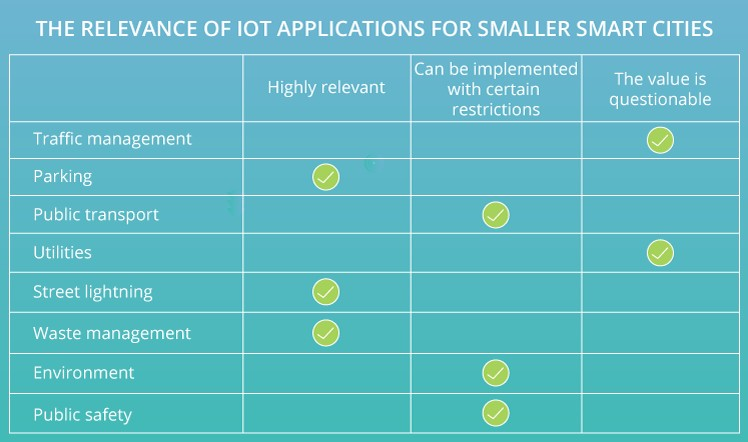 THE RELEVANCE OF IOT APPLICATIONS FOR SMALLER SMART CITIES
Highly relevant
Can be implemented
with certain
restrictions
The value is
questionable
Traffic management
Parking
Public transport
Utilities
Street lightning
Waste management
Environment
Public safety